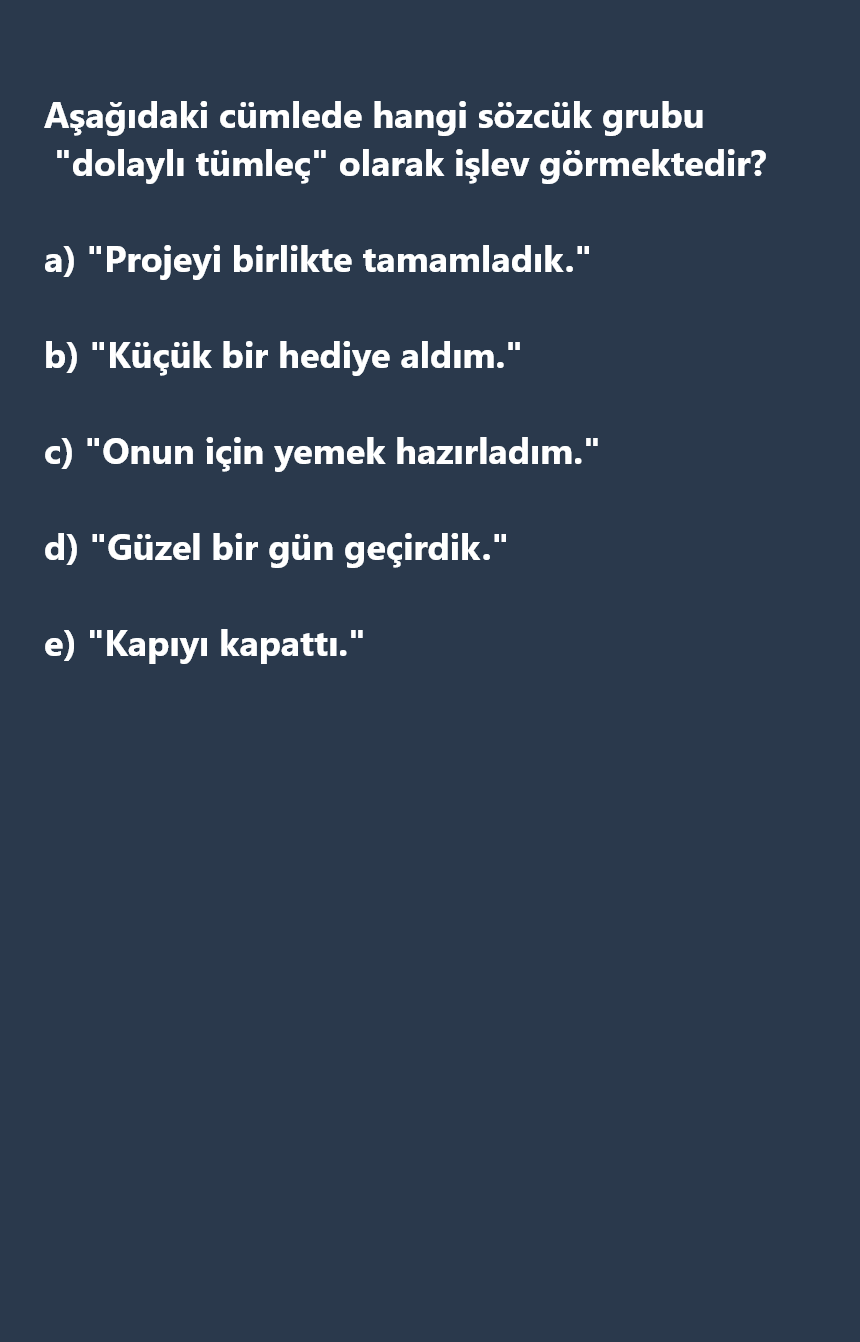 Aşağıdaki cümlede hangi sözcük grubu
"dolaylı tümleç" olarak işlev görmektedir?
a) "Projeyi birlikte tamamladık."
b) "Küçük bir hediye aldım."
c) "Onun için yemek hazırladım."
d) "Güzel bir gün geçirdik."
e) "Kapıyı kapattı."